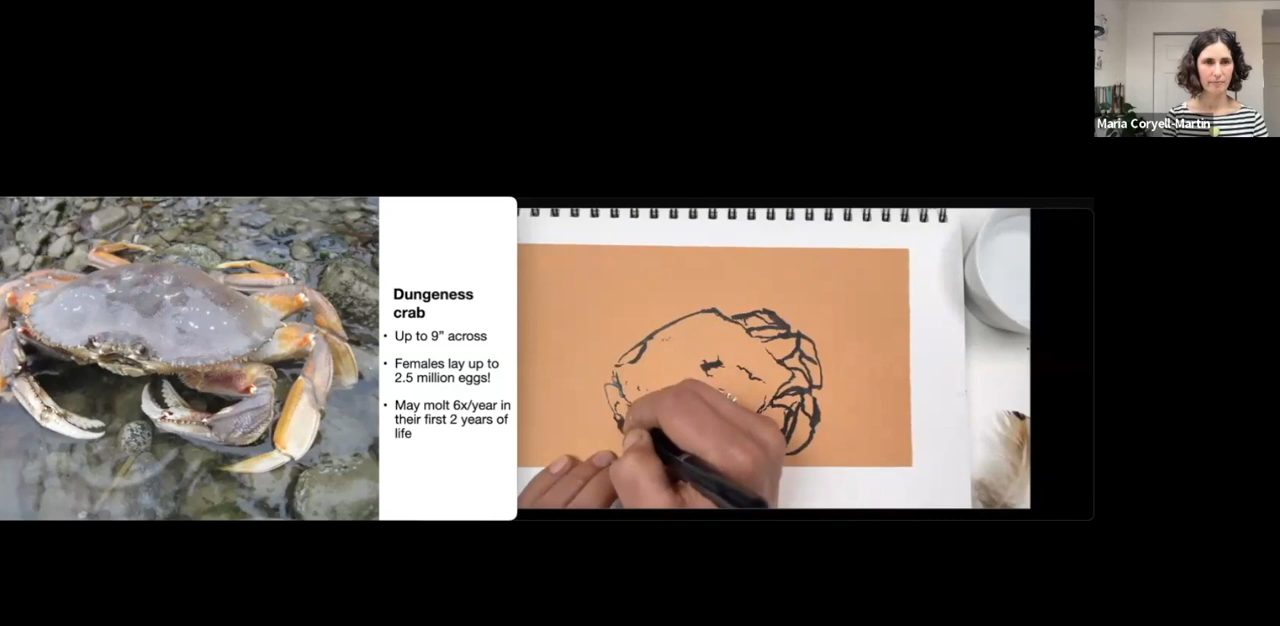 Maria Coryell-Martin
Dungeness
crab
• Up to 9” across
• Females lay up to
2.5 million eggs!
• May molt 6x/year in
their first 2 years of
life